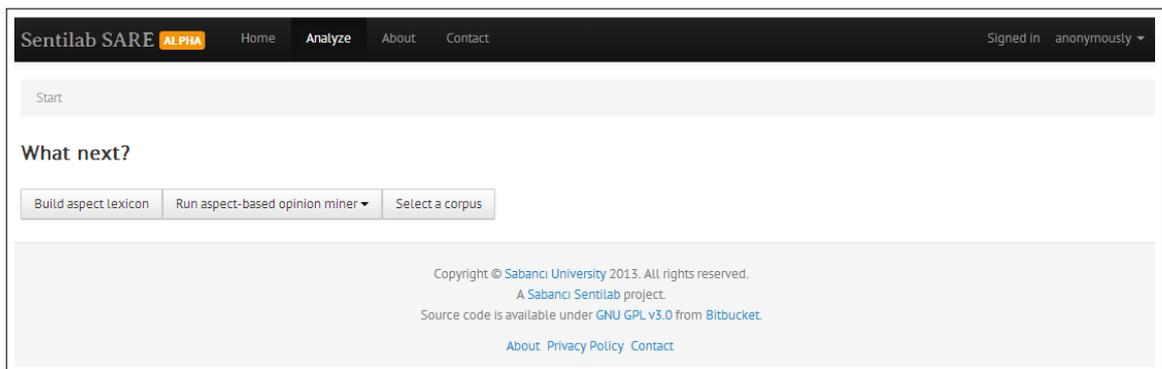 Sentilab SARE ALPHA Home Analyze About Contact Signed in anonymously
Start
What next?
Build aspect lexicon Run aspect-based opinion miner Select a corpus
Copyright © Sabancı University 2013. All rights reserved.
A Sabancı Sentilab project.
Source code is available under GNU GPL v3.0 from Bitbucket.
About Privacy Policy Contact